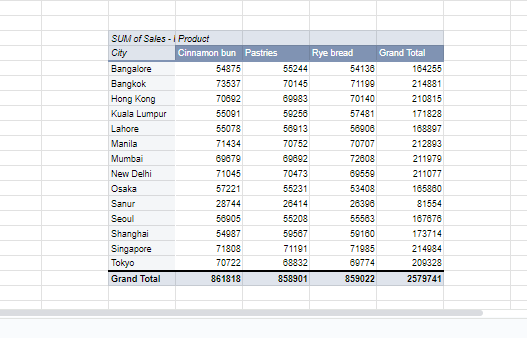 SUM of Sales - Product
City Cinnamon bun Pastries Rye bread Grand Total
Bangalore 54875 55244 54136 164255
Bangkok 73537 70145 71199 214881
Hong Kong 70692 69983 70140 210815
Kuala Lumpur 55091 59256 57481 171828
Lahore 55078 56913 56906 168897
Manila 71434 70752 70707 212893
Mumbai 69679 69692 72608 211979
New Delhi 71045 70473 69559 211077
Osaka 57221 55231 53408 165860
Sanur 28744 26414 26396 81554
Seoul 56905 55208 55563 167676
Shanghai 54987 59567 59160 173714
Singapore 71808 71191 71985 214984
Tokyo 70722 68832 69774 209328
Grand Total 861818 858901 859022 2579741